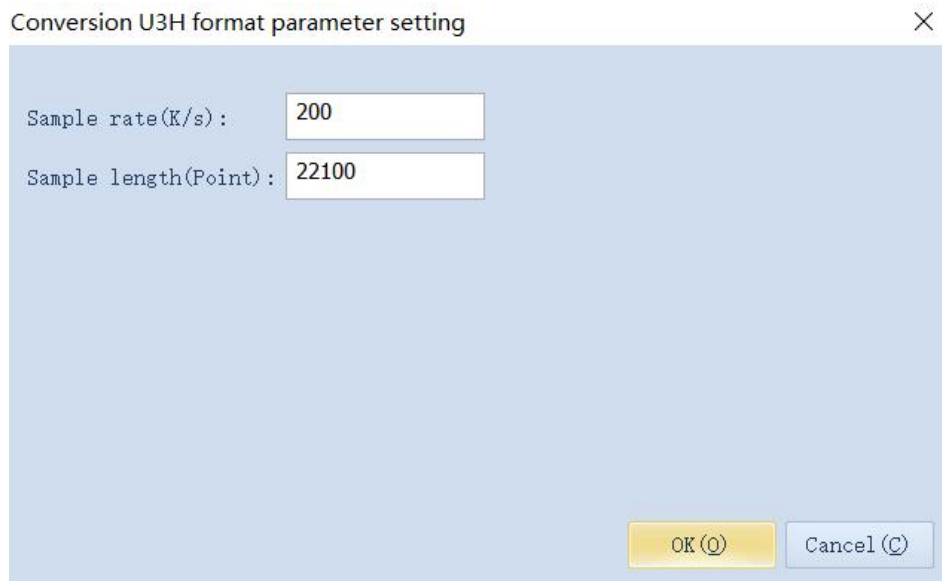 Conversion U3H format parameter setting
Sample rate(K/s): 200
Sample length(Point): 22100
OK(O) Cancel(C)